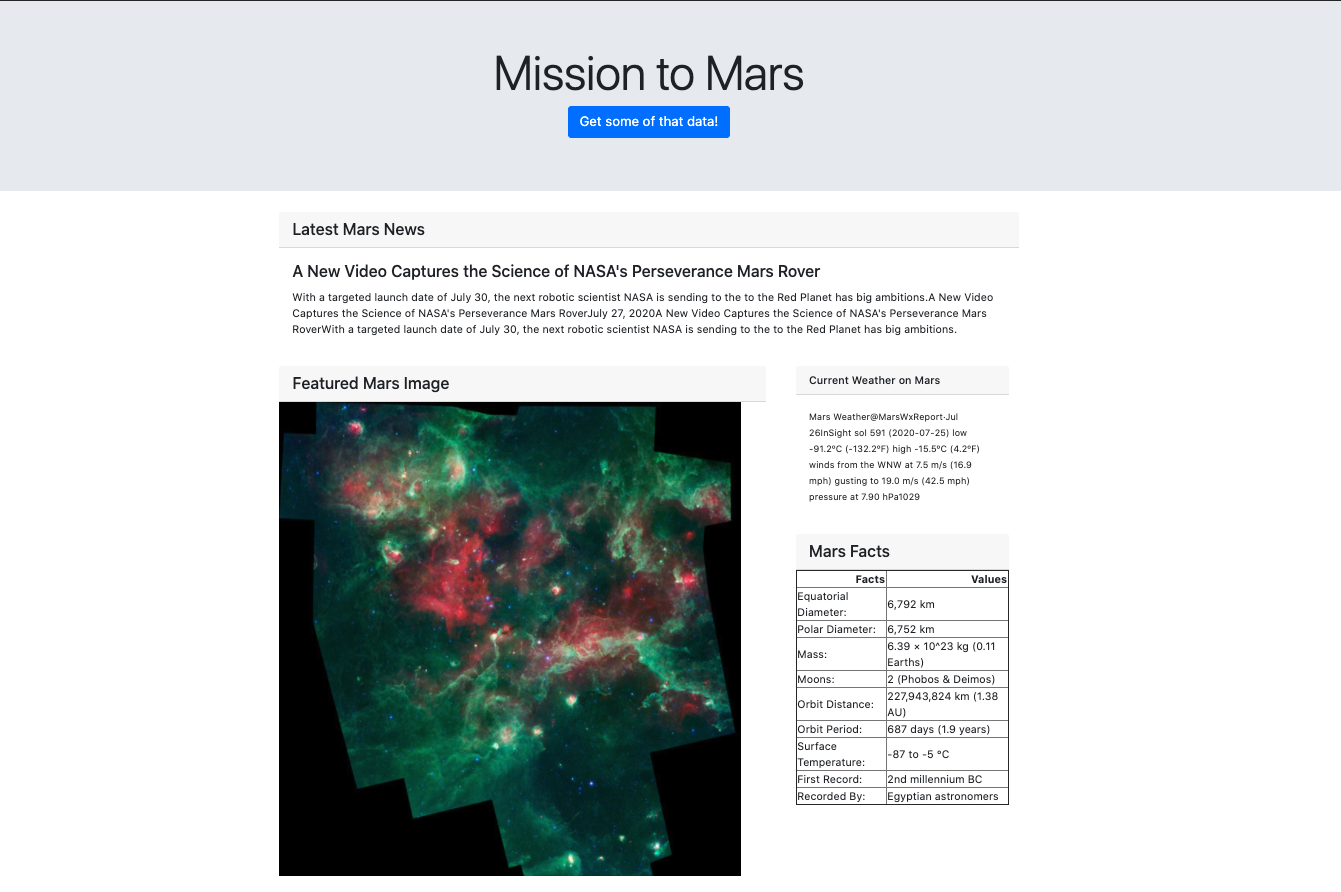 Mission to Mars
Get some of that data!
Latest Mars News
A New Video Captures the Science of NASA's Perseverance Mars Rover
With a targeted launch date of July 30, the next robotic scientist NASA is sending to the to the Red Planet has big ambitions.A New Video
Captures the Science of NASA's Perseverance Mars RoverJuly 27, 2020A New Video Captures the Science of NASA's Perseverance Mars
RoverWith a targeted launch date of July 30, the next robotic scientist NASA is sending to the to the Red Planet has big ambitions.
Featured Mars Image
Current Weather on Mars
Mars Weather@MarsWxReport·Jul
26InSight sol 591 (2020-07-25) low
-91.2ºC (-132.2ºF) high -15.5ºC (4.2ºF)
winds from the WNW at 7.5 m/s (16.9
mph) gusting to 19.0 m/s (42.5 mph)
pressure at 7.90 hPa1029
Mars Facts
Facts Values
Equatorial
Diameter: 6,792 km
Polar Diameter: 6,752 km
Mass: 6.39 × 10^23 kg (0.11
Earths)
Moons: 2 (Phobos & Deimos)
Orbit Distance: 227,943,824 km (1.38
AU)
Orbit Period: 687 days (1.9 years)
Surface
Temperature: -87 to -5 °C
First Record: 2nd millennium BC
Recorded By: Egyptian astronomers